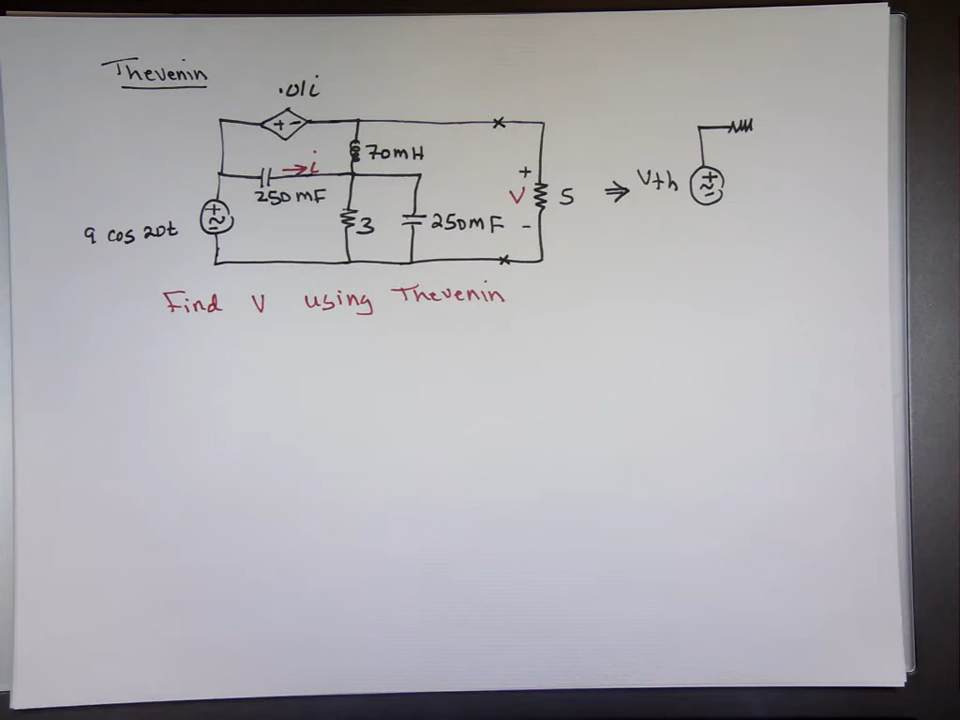 Thevenin
.01i
+ -
70mH
i
250mF
+
-
9 cos 20t
3
250mF
+
V
-
5
⇒
Vth
+
-
Find V using Thevenin